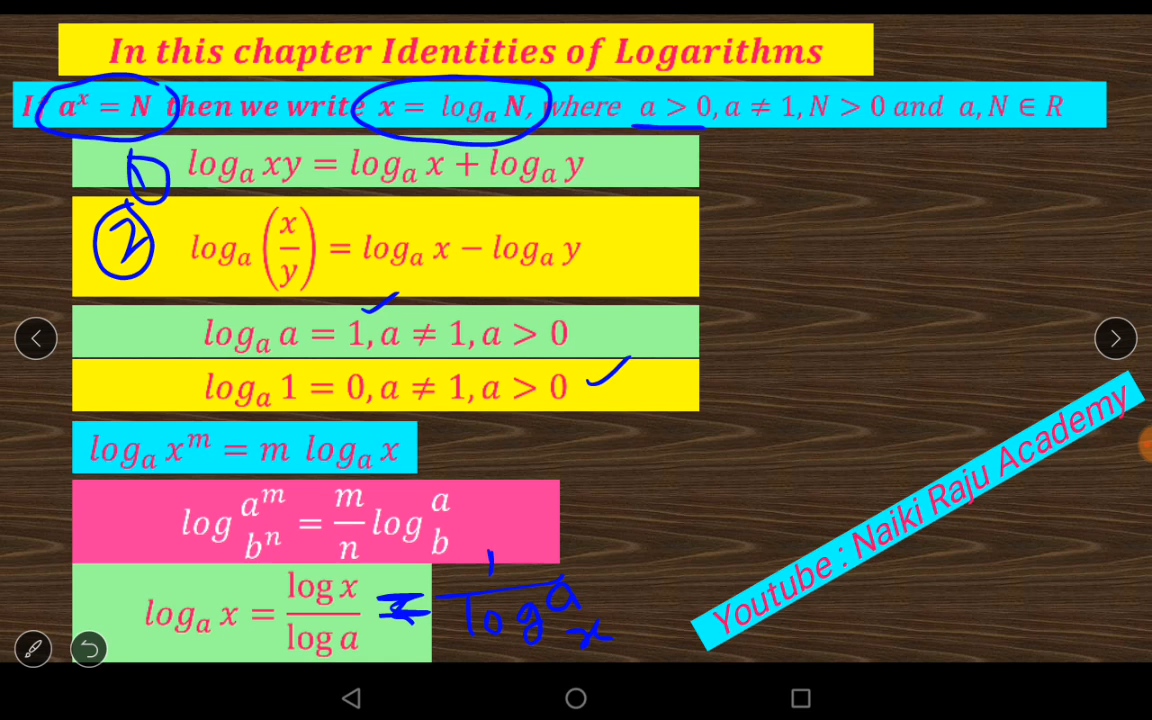 In this chapter Identities of Logarithms
If aˣ = N then we write x = logₐ N, where a > 0, a ≠ 1, N > 0 and a, N ∈ R
1 logₐ xy = logₐ x + logₐ y
2 logₐ (x/y) = logₐ x − logₐ y
logₐ a = 1, a ≠ 1, a > 0
logₐ 1 = 0, a ≠ 1, a > 0
logₐ xᵐ = m logₐ x
log aᵐ bⁿ = m/n log a b
logₐ x = log x / log a = 1 / log a x
Youtube : Naiki Raju Academy